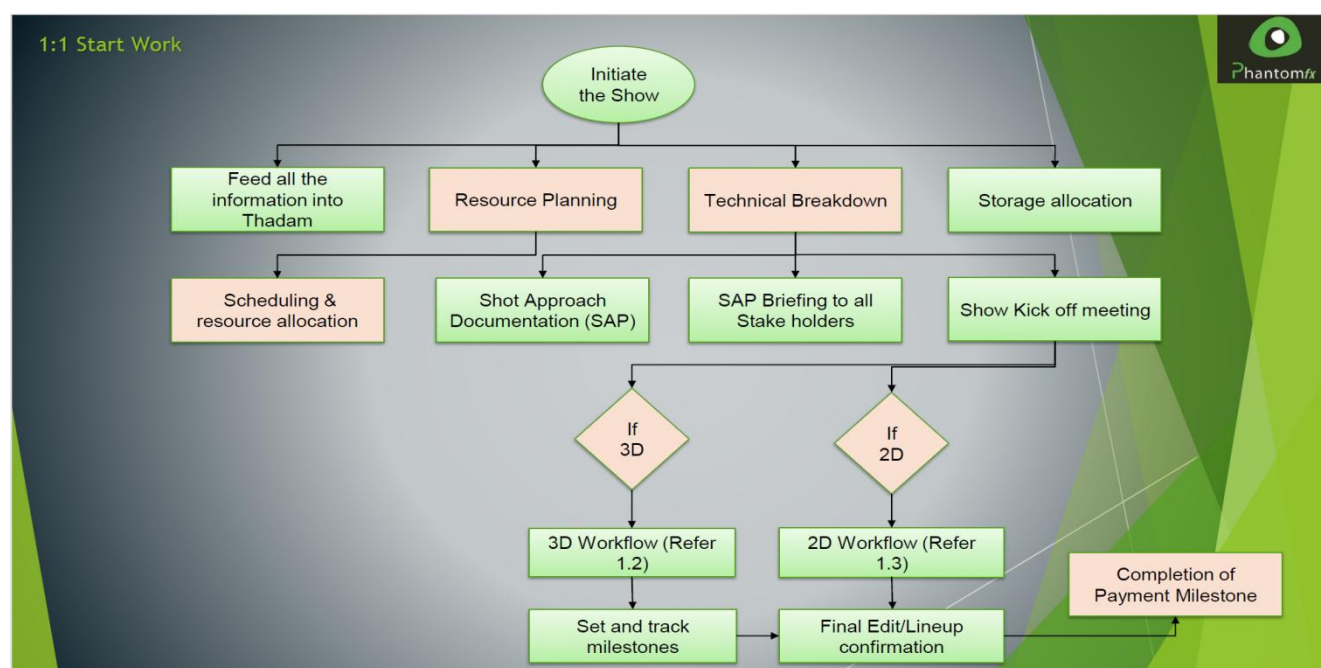 1:1 Start Work
Phantomfx
Initiate
the Show
Feed all the
information into
Thadam
Resource Planning
Technical Breakdown
Storage allocation
Scheduling &
resource allocation
Shot Approach
Documentation (SAP)
SAP Briefing to all
Stake holders
Show Kick off meeting
If
3D
If
2D
3D Workflow (Refer
1.2)
2D Workflow (Refer
1.3)
Completion of
Payment Milestone
Set and track
milestones
Final Edit/Lineup
confirmation